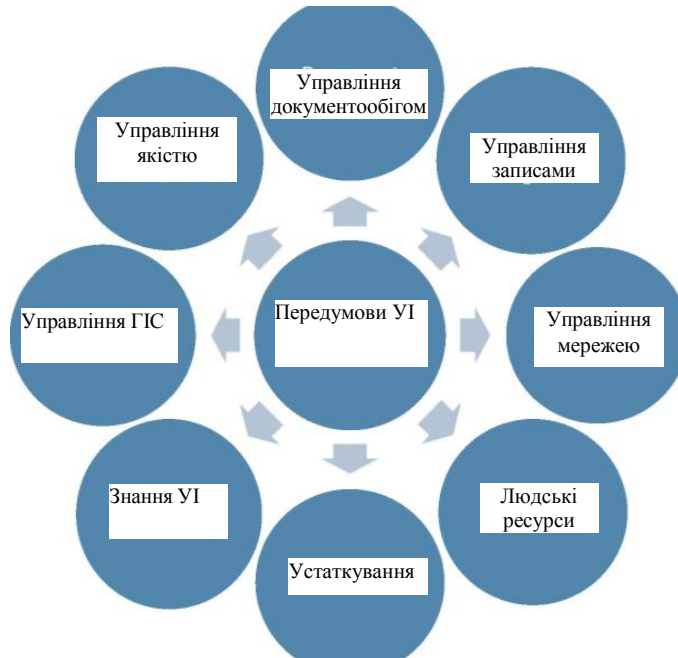 Управління
документообігом
Управління
якістю
Управління
записами
Управління ГІС
Передумови УІ
Управління
мережею
Знання УІ
Людські
ресурси
Устаткування